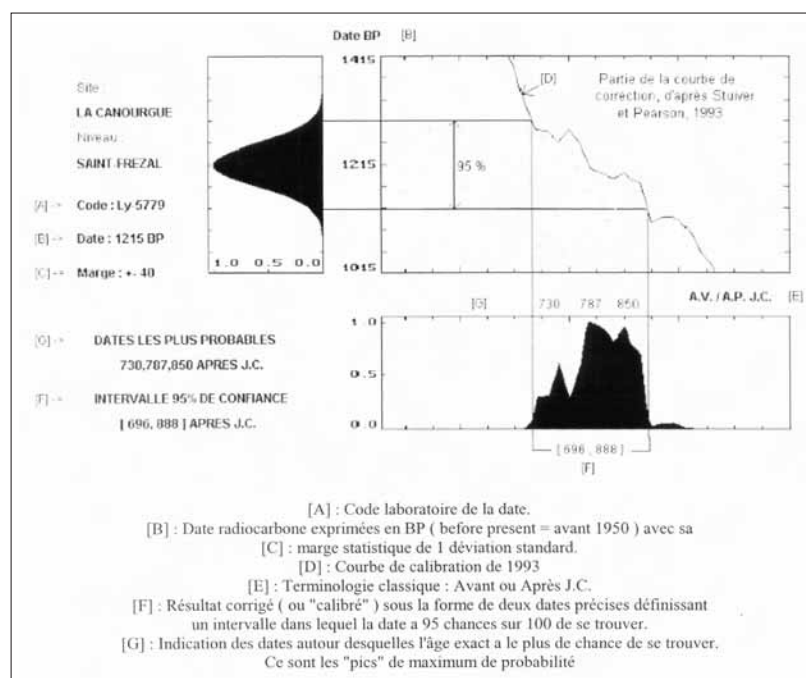 Date BP [B]
1415
1215
1015
[D]
Partie de la courbe de
correction, d'après Stuiver
et Pearson, 1993
95 %
Site :
LA CANOURGUE
Niveau :
SAINT-FREZAL
[A] -> Code : Ly 5779
[B] -> Date : 1215 BP
[C] -> Marge : +- 40
1.0 0.5 0.0
[G] 730 787 850 A.V. / A.P. J.C. [E]
1.0
0.5
0.0
[G] -> DATES LES PLUS PROBABLES
730,787,850 APRES J.C.
[F] -> INTERVALLE 95% DE CONFIANCE
[ 696, 888 ] APRES J.C.
[ 696 , 888 ]
[F]
[A] : Code laboratoire de la date.
[B] : Date radiocarbone exprimées en BP ( before present = avant 1950 ) avec sa
[C] : marge statistique de 1 déviation standard.
[D] : Courbe de calibration de 1993
[E] : Terminologie classique : Avant ou Après J.C.
[F] : Résultat corrigé ( ou "calibré" ) sous la forme de deux dates précises définissant
un intervalle dans lequel la date a 95 chances sur 100 de se trouver.
[G] : Indication des dates autour desquelles l'âge exact a le plus de chance de se trouver.
Ce sont les "pics" de maximum de probabilité